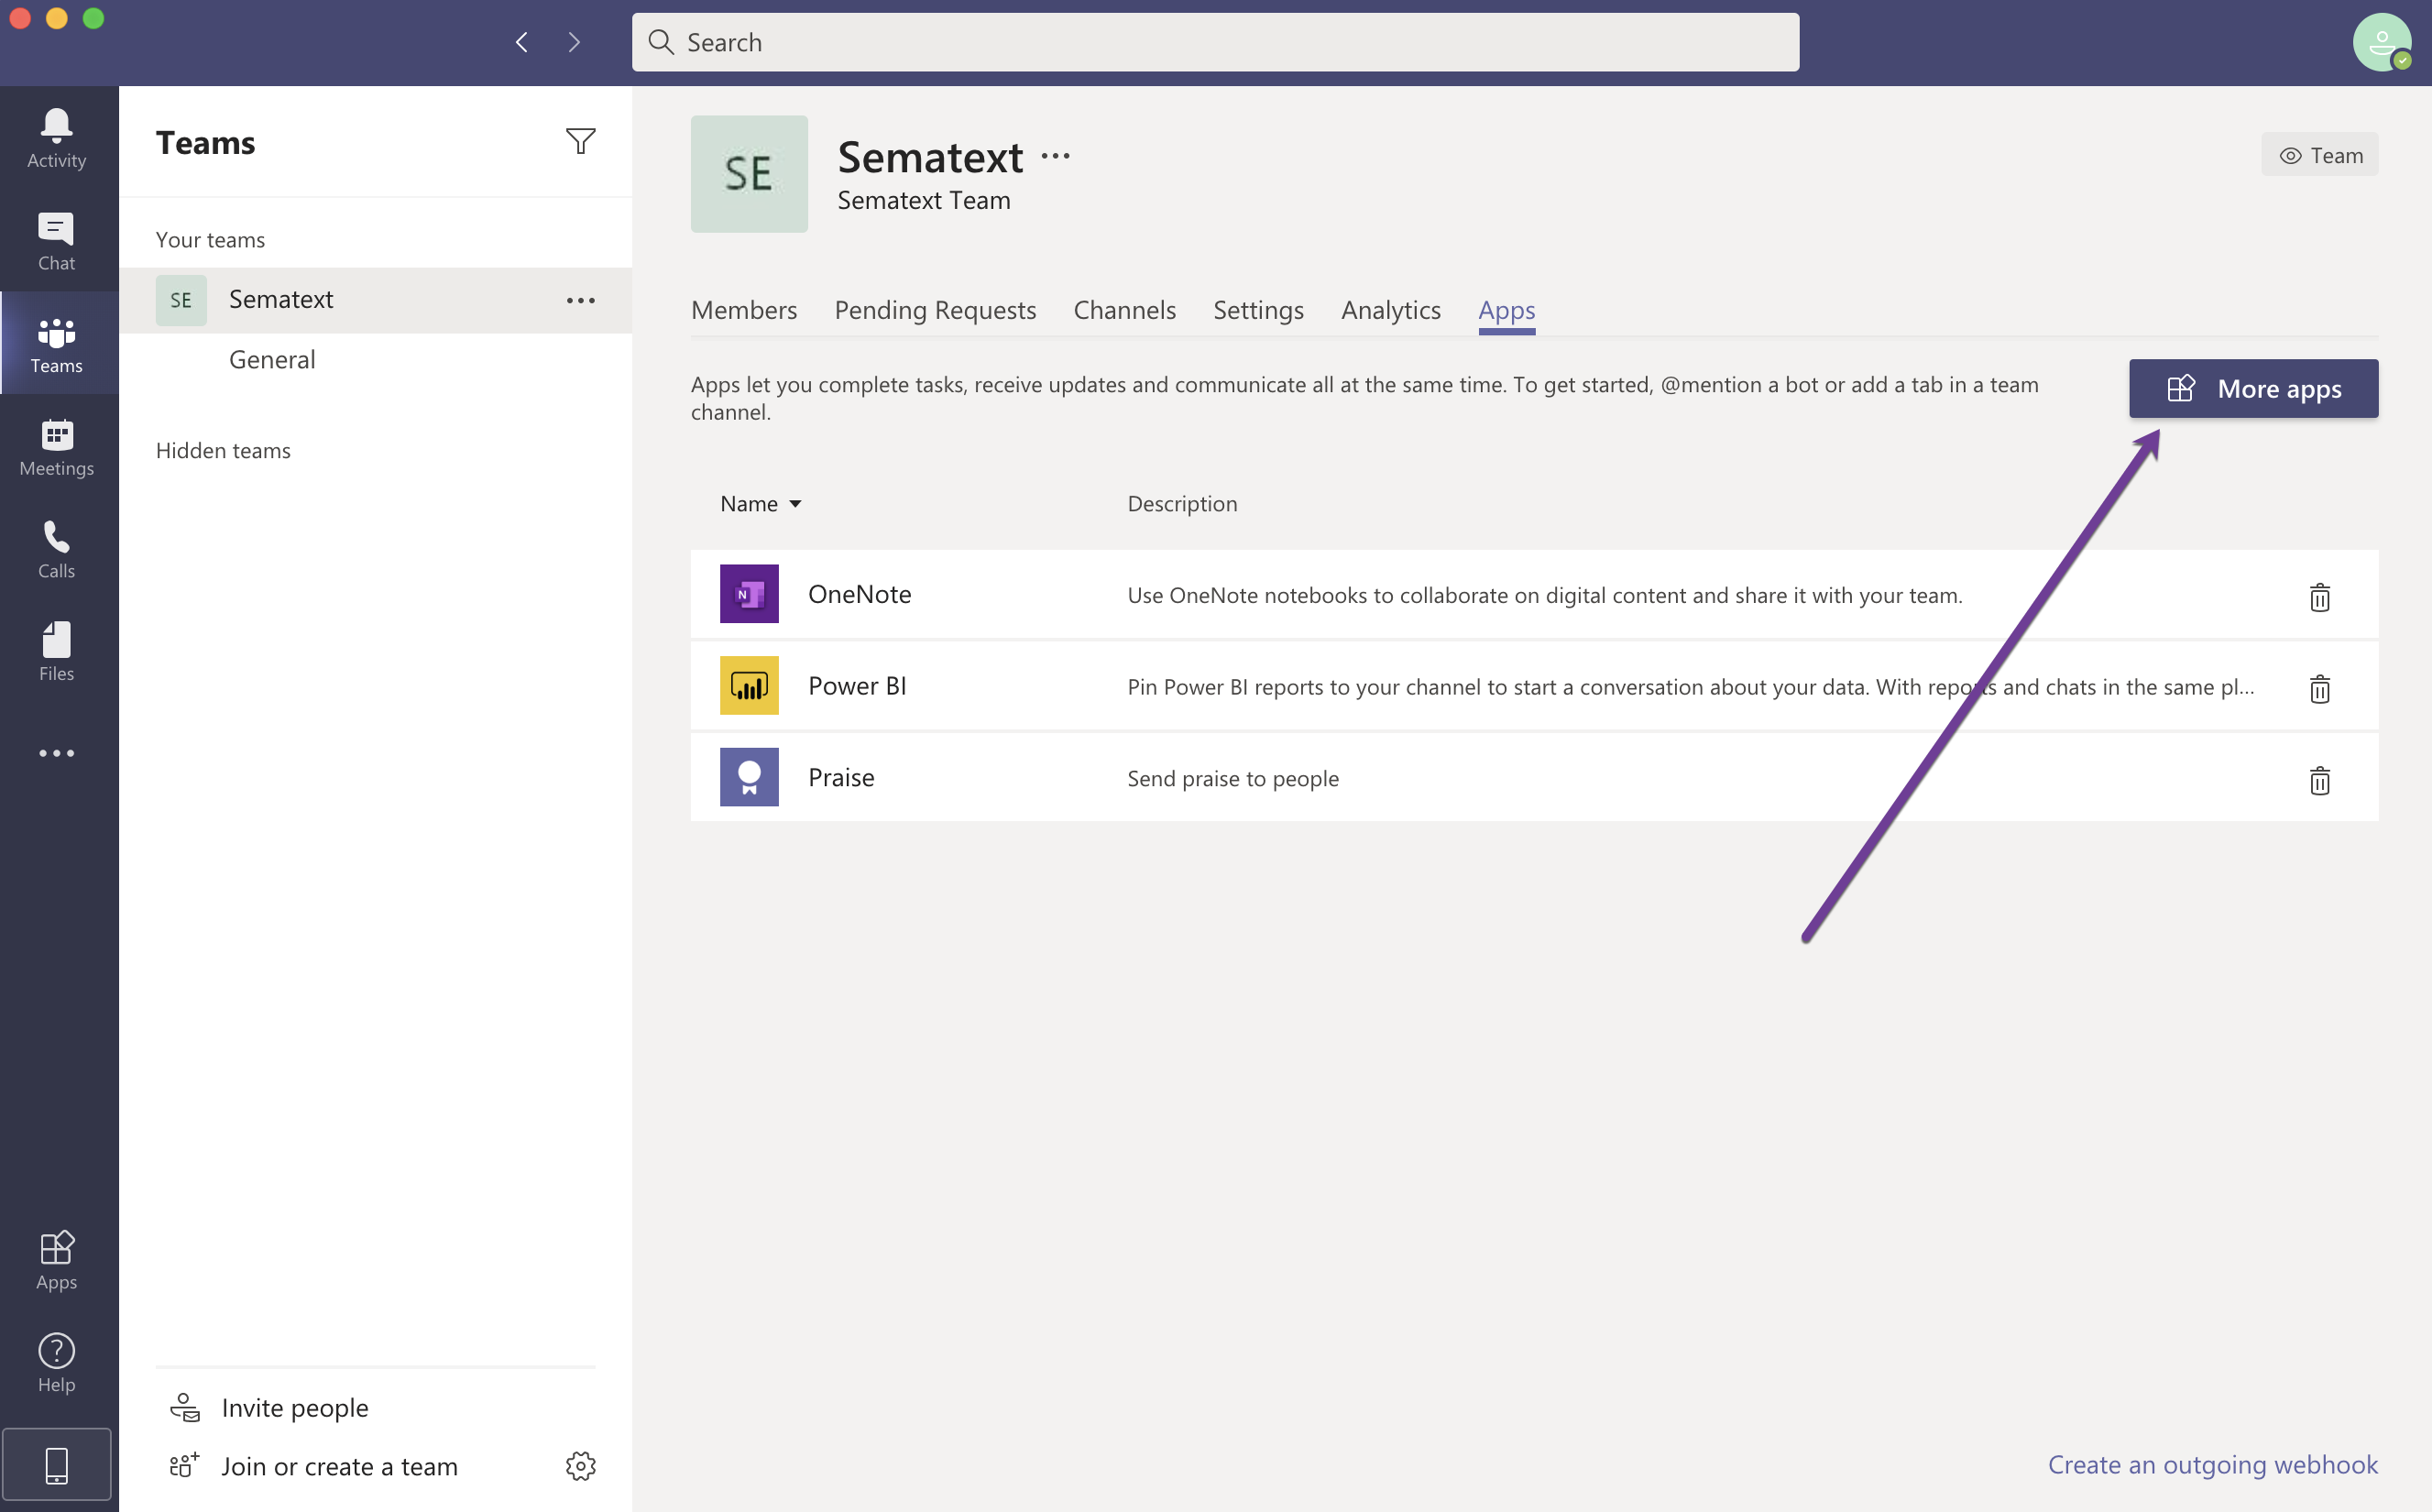 Search
Activity
Chat
Teams
Meetings
Calls
Files
Apps
Help
Teams
Your teams
SE Sematext
General
Hidden teams
Invite people
Join or create a team
SE
Sematext
Sematext Team
Team
Members Pending Requests Channels Settings Analytics Apps
Apps let you complete tasks, receive updates and communicate all at the same time. To get started, @mention a bot or add a tab in a team
channel.
More apps
Name Description
N OneNote Use OneNote notebooks to collaborate on digital content and share it with your team.
Power BI Pin Power BI reports to your channel to start a conversation about your data. With reports and chats in the same pl...
Praise Send praise to people
Create an outgoing webhook